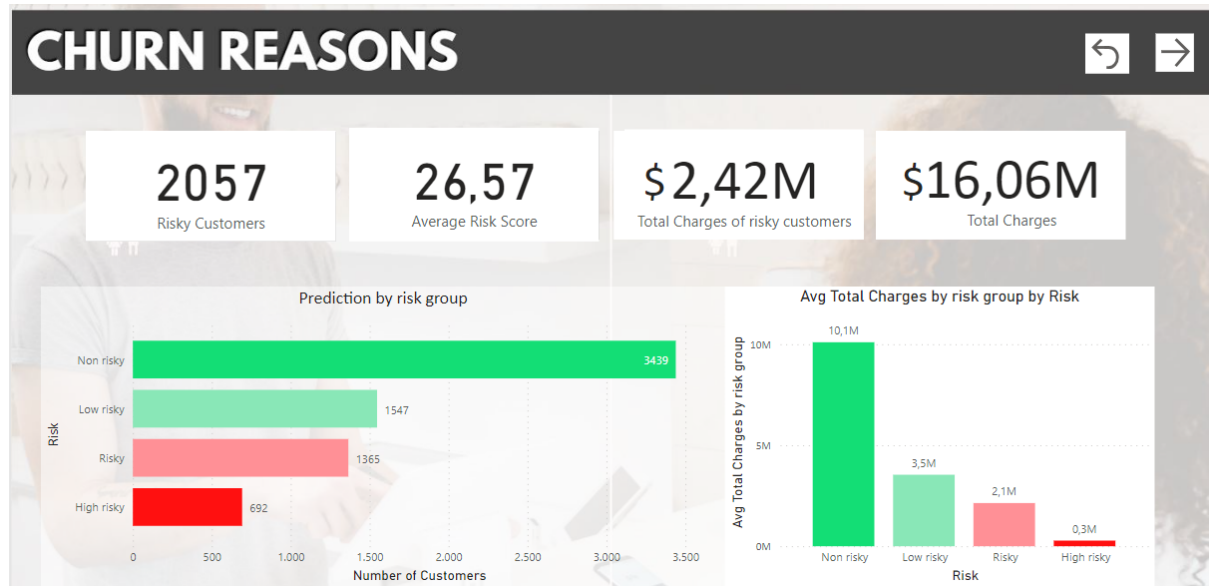 CHURN REASONS
2057
Risky Customers
26,57
Average Risk Score
$2,42M
Total Charges of risky customers
$16,06M
Total Charges
Prediction by risk group
Risk
Non risky
3439
Low risky
1547
Risky
1365
High risky
692
0 500 1.000 1.500 2.000 2.500 3.000 3.500
Number of Customers
Avg Total Charges by risk group by Risk
Avg Total Charges by risk group
10M
5M
0M
10,1M
3,5M
2,1M
0,3M
Non risky Low risky Risky High risky
Risk